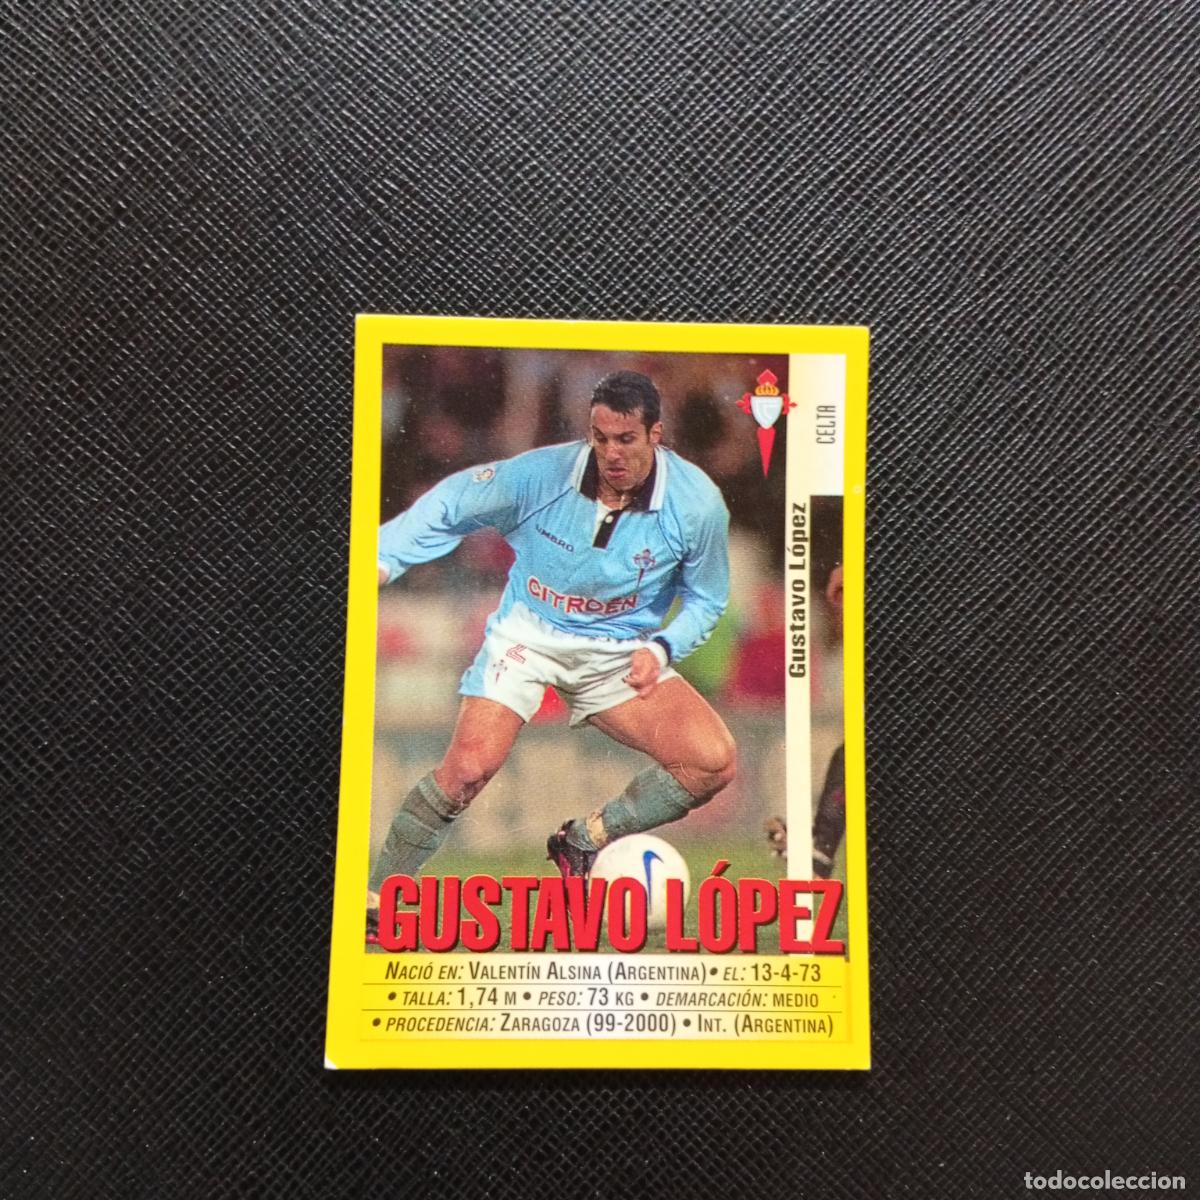 CELTA
Gustavo López
UMBRO
CITROËN
GUSTAVO LÓPEZ
NACIÓ EN: VALENTÍN ALSINA (ARGENTINA) • EL: 13-4-73
• TALLA: 1,74 M • PESO: 73 KG • DEMARCACIÓN: MEDIO
• PROCEDENCIA: ZARAGOZA (99-2000) • INT. (ARGENTINA)
todocoleccion